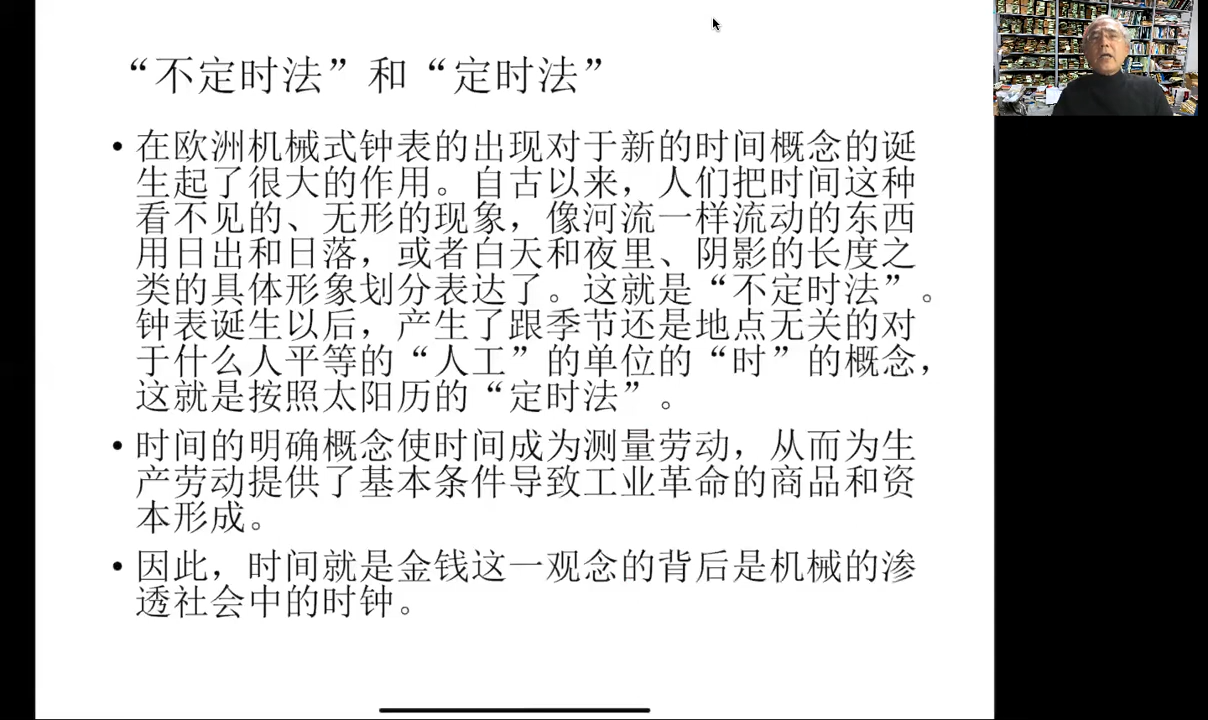 “不定时法”和“定时法”
• 在欧洲机械式钟表的出现对于新的时间概念的诞
生起了很大的作用。自古以来，人们把时间这种
看不见的、无形的现象，像河流一样流动的东西
用日出和日落，或者白天和夜里、阴影的长度之
类的具体形象划分表达了。这就是“不定时法”。
钟表诞生以后，产生了跟季节还是地点无关的对
于什么人平等的“人工”的单位的“时”的概念，
这就是按照太阳历的“定时法”。
• 时间的明确概念使时间成为测量劳动，从而为生
产劳动提供了基本条件导致工业革命的商品和资
本形成。
• 因此，时间就是金钱这一观念的背后是机械的渗
透社会中的时钟。